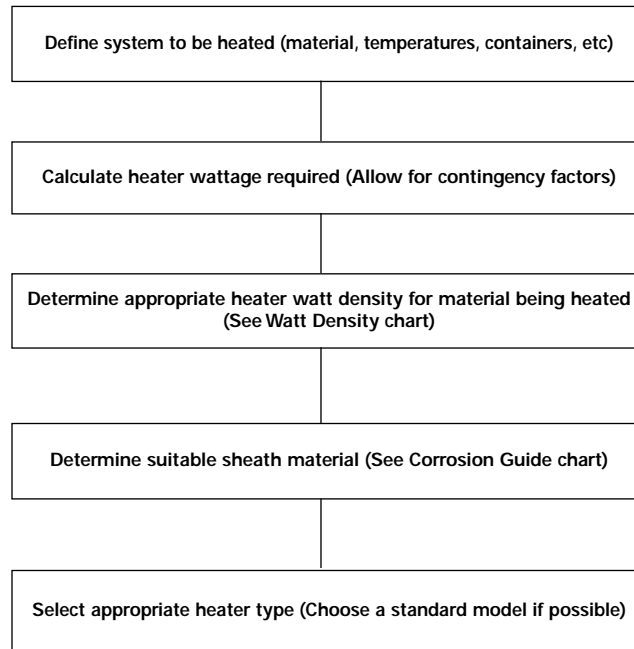 Define system to be heated (material, temperatures, containers, etc)
Calculate heater wattage required (Allow for contingency factors)
Determine appropriate heater watt density for material being heated
(See Watt Density chart)
Determine suitable sheath material (See Corrosion Guide chart)
Select appropriate heater type (Choose a standard model if possible)